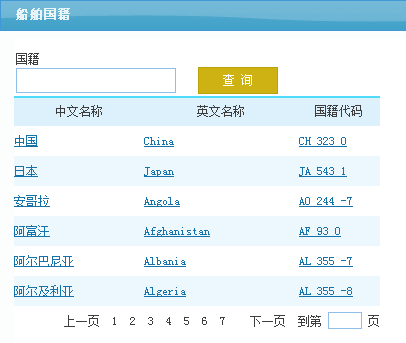 船舶国籍
国籍
查 询
中文名称 英文名称 国籍代码
中国 China CH 323 0
日本 Japan JA 543 1
安哥拉 Angola AO 244 -7
阿富汗 Afghanistan AF 93 0
阿尔巴尼亚 Albania AL 355 -7
阿尔及利亚 Algeria AL 355 -8
上一页 1 2 3 4 5 6 7 下一页 到第 页